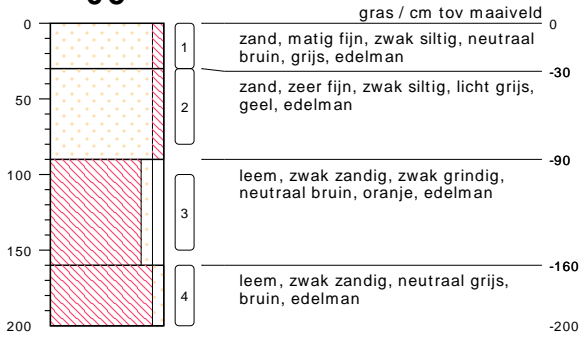 gras / cm tov maaiveld
0 0
1 zand, matig fijn, zwak siltig, neutraal
bruin, grijs, edelman
-30
50 2 zand, zeer fijn, zwak siltig, licht grijs,
geel, edelman
-90
100 leem, zwak zandig, zwak grindig,
3 neutraal bruin, oranje, edelman
150
-160
4 leem, zwak zandig, neutraal grijs,
bruin, edelman
200 -200